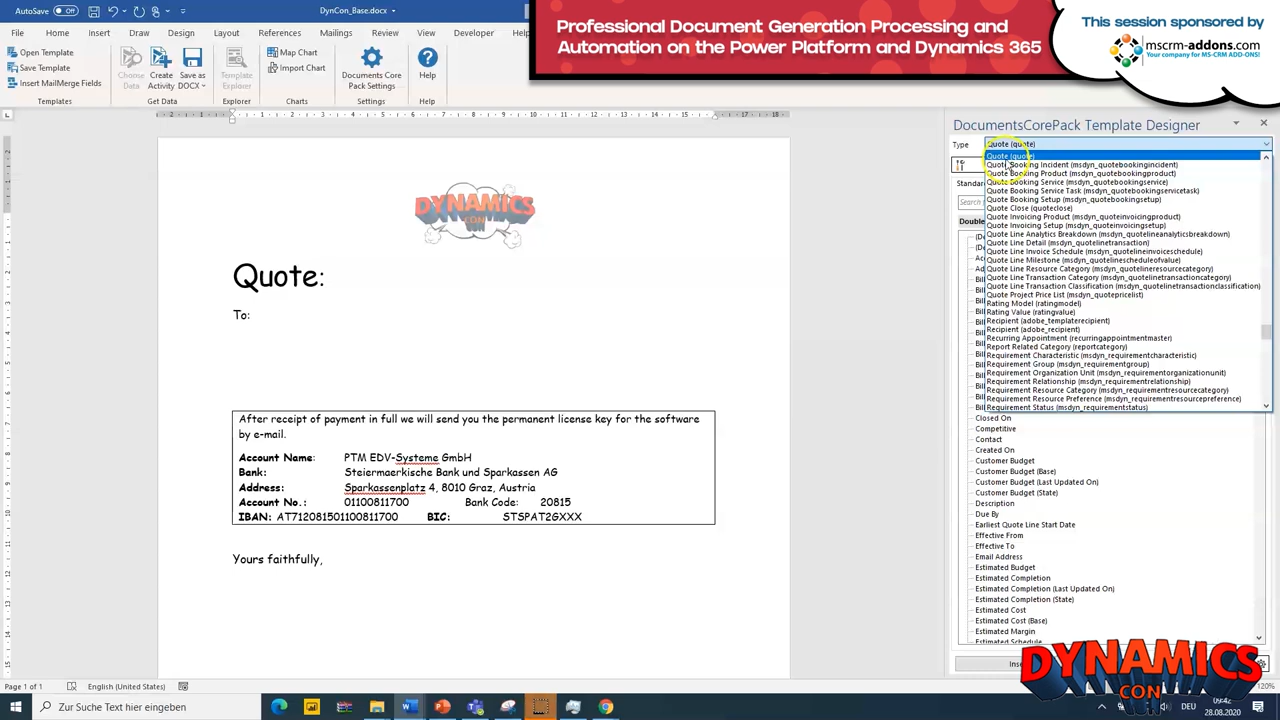 DynCon_Base.docx
Professional Document Generation Processing and
Automation on the Power Platform and Dynamics 365
This session sponsored by
mscrm-addons.com
Your company for MS-CRM ADD-ONS!
File
Home
Insert
Design
Layout
References
Mailings
Review
View
Developer
Open Template
Save Template
Insert MailMerge Fields
Templates
Choose
Data
Create
Activity
Save as
DOCX
Get Data
Template
Explorer
Explorer
Map Chart
Import Chart
Charts
Documents Core
Pack Settings
Settings
Help
Help
DYNAMICS
CON
Quote:
To:
After receipt of payment in full we will send you the permanent license key for the software
by e-mail.
Account Name: PTM EDV-Systeme GmbH
Bank: Steiermaerkische Bank und Sparkassen AG
Address: Sparkassenplatz 4, 8010 Graz, Austria
Account No.: 01100811700 Bank Code: 20815
IBAN: AT712081501100811700 BIC: STSPAT2GXXX
Yours faithfully,
DocumentsCorePack Template Designer
Type
Quote (quote)
Quote (quote)
Quote Booking Incident (msdyn_quotebookingincident)
Quote Booking Product (msdyn_quotebookingproduct)
Quote Booking Service (msdyn_quotebookingservice)
Quote Booking Service Task (msdyn_quotebookingservicetask)
Quote Booking Setup (msdyn_quotebookingsetup)
Quote Close (quoteclose)
Quote Invoicing Product (msdyn_quoteinvoicingproduct)
Quote Invoicing Setup (msdyn_quoteinvoicingsetup)
Quote Line Analytics Breakdown (msdyn_quotelineanalyticsbreakdown)
Quote Line Detail (msdyn_quotelinetransaction)
Quote Line Invoice Schedule (msdyn_quotelineinvoiceschedule)
Quote Line Milestone (msdyn_quotelinescheduleofvalue)
Quote Line Resource Category (msdyn_quotelineresourcecategory)
Quote Line Transaction Category (msdyn_quotelinetransactioncategory)
Quote Line Transaction Classification (msdyn_quotelinetransactionclassification)
Quote Project Price List (msdyn_quotepricelist)
Rating Model (ratingmodel)
Rating Value (ratingvalue)
Recipient (adobe_templaterecipient)
Recipient (adobe_recipient)
Recurring Appointment (recurringappointmentmaster)
Report Related Category (reportcategory)
Requirement Characteristic (msdyn_requirementcharacteristic)
Requirement Group (msdyn_requirementgroup)
Requirement Organization Unit (msdyn_requirementorganizationunit)
Requirement Relationship (msdyn_requirementrelationship)
Requirement Resource Category (msdyn_requirementresourcecategory)
Requirement Resource Preference (msdyn_requirementresourcepreference)
Requirement Status (msdyn_requirementstatus)
Closed On
Competitive
Contact
Created On
Customer Budget
Customer Budget (Base)
Customer Budget (Last Updated On)
Customer Budget (State)
Description
Due By
Earliest Quote Line Start Date
Effective From
Effective To
Email Address
Estimated Budget
Estimated Completion
Estimated Completion (Last Updated On)
Estimated Completion (State)
Estimated Cost
Estimated Cost (Base)
Estimated Margin
Estimated Schedule
DYNAMICS
CON
Page 1 of 1
English (United States)
120%
Zur Suche Text hier eingeben
DEU
09:42
28.08.2020